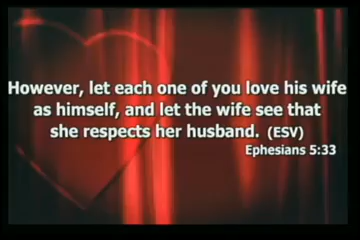 However, let each one of you love his wife
as himself, and let the wife see that
she respects her husband. (ESV)
Ephesians 5:33